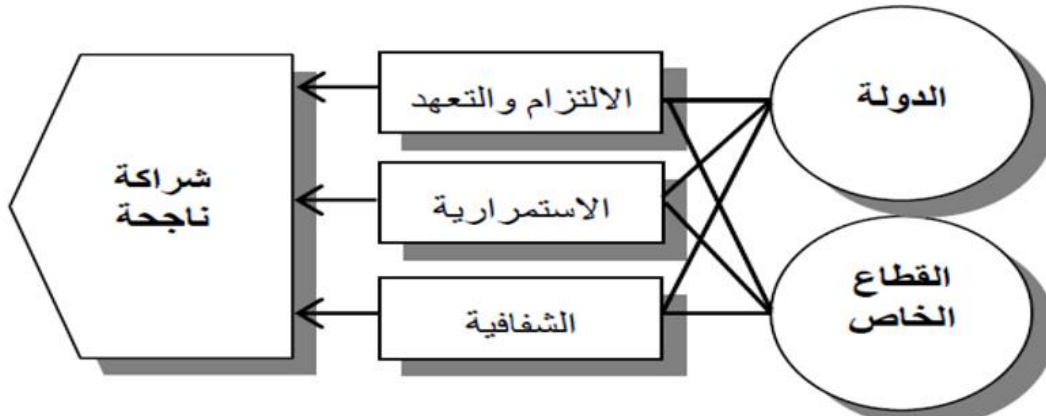 الدولة
القطاع
الخاص
الالتزام والتعهد
الاستمرارية
الشفافية
شراكة
ناجحة